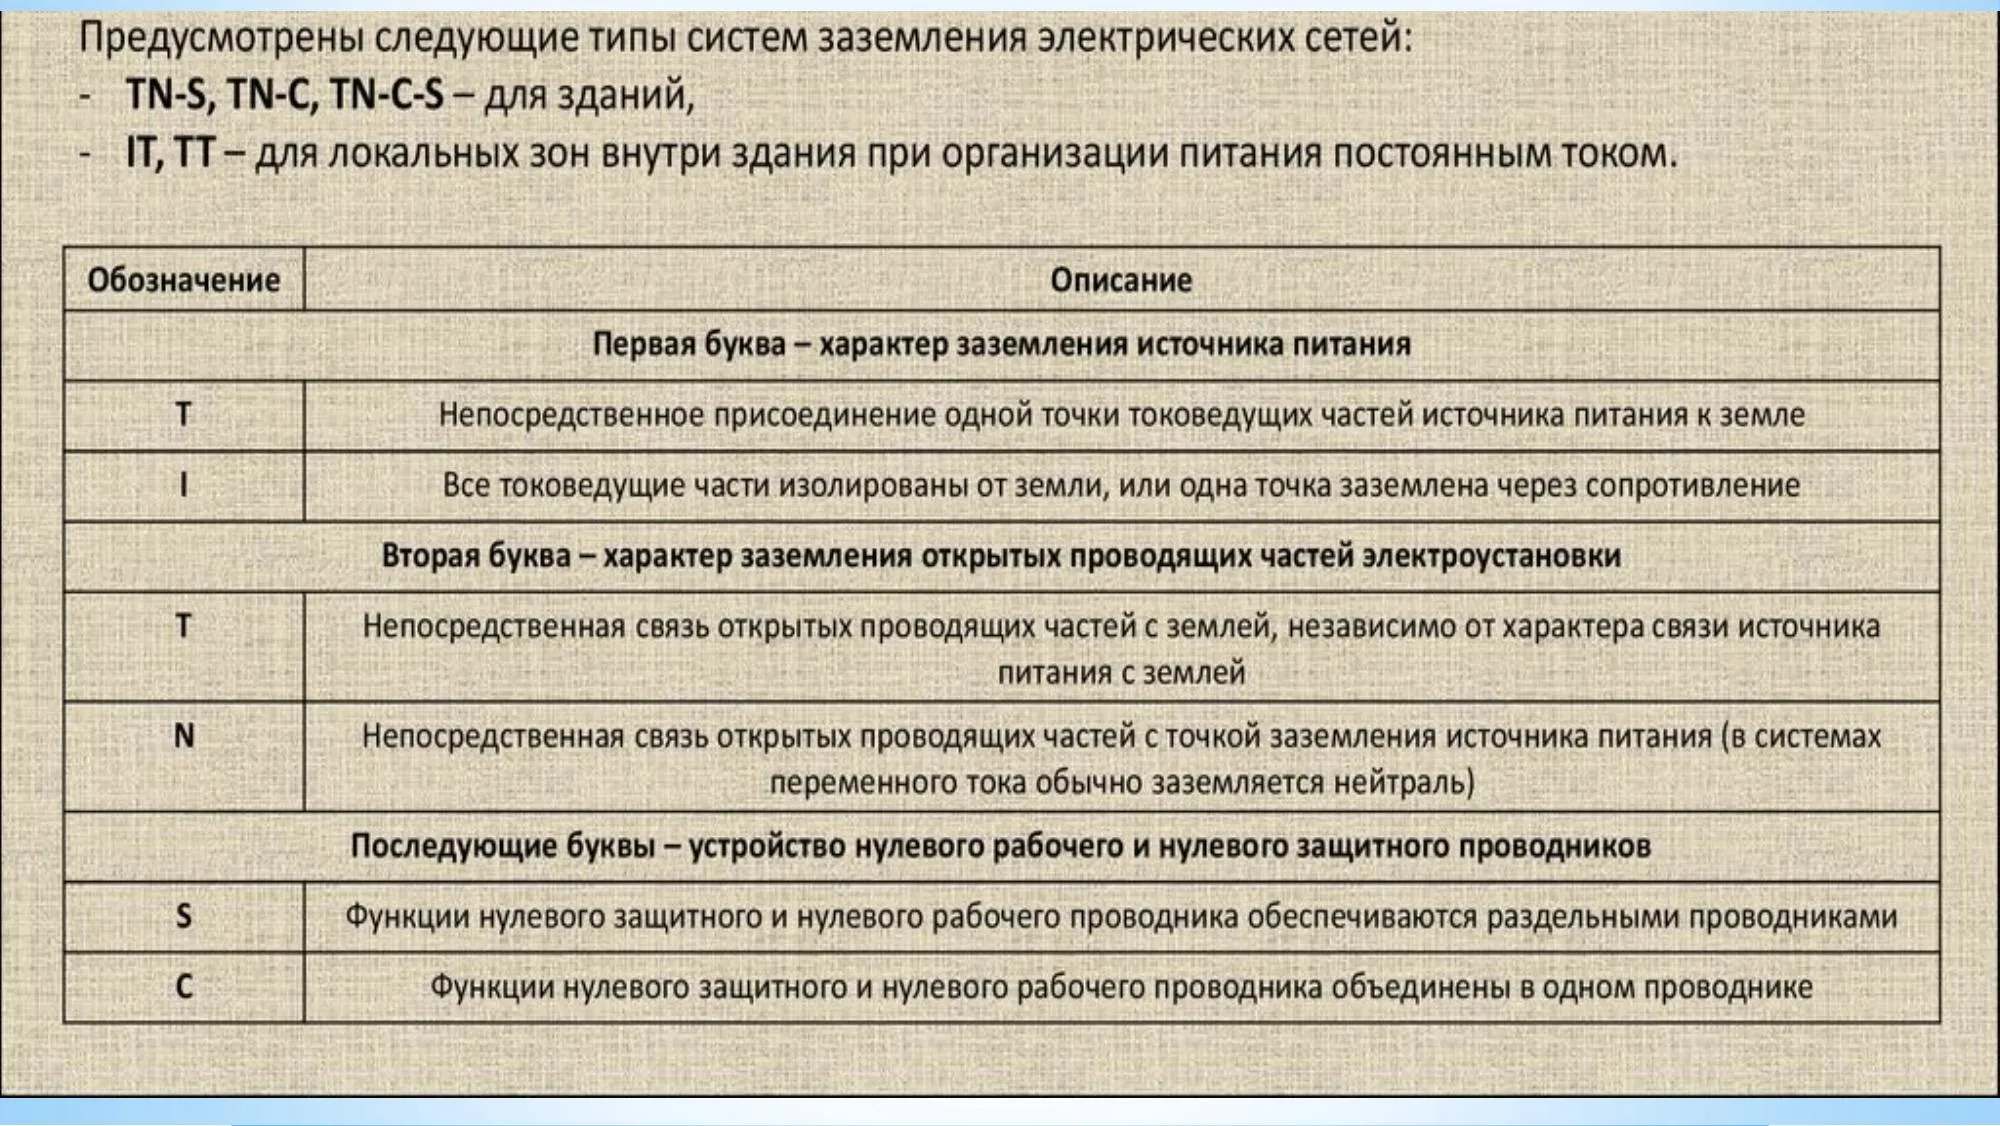 Предусмотрены следующие типы систем заземления электрических сетей:
- TN-S, TN-C, TN-C-S – для зданий,
- IT, TT – для локальных зон внутри здания при организации питания постоянным током.
Обозначение Описание
Первая буква – характер заземления источника питания
T Непосредственное присоединение одной точки токоведущих частей источника питания к земле
I Все токоведущие части изолированы от земли, или одна точка заземлена через сопротивление
Вторая буква – характер заземления открытых проводящих частей электроустановки
T Непосредственная связь открытых проводящих частей с землей, независимо от характера связи источника
питания с землей
N Непосредственная связь открытых проводящих частей с точкой заземления источника питания (в системах
переменного тока обычно заземляется нейтраль)
Последующие буквы – устройство нулевого рабочего и нулевого защитного проводников
S Функции нулевого защитного и нулевого рабочего проводника обеспечиваются раздельными проводниками
C Функции нулевого защитного и нулевого рабочего проводника объединены в одном проводнике